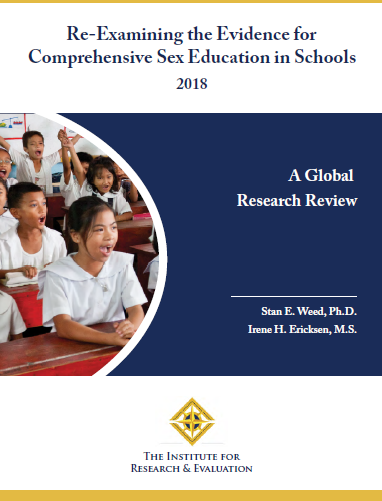 Re-Examining the Evidence for
Comprehensive Sex Education in Schools
2018
A Global
Research Review
Stan E. Weed, Ph.D.
Irene H. Ericksen, M.S.
The Institute for
Research & Evaluation